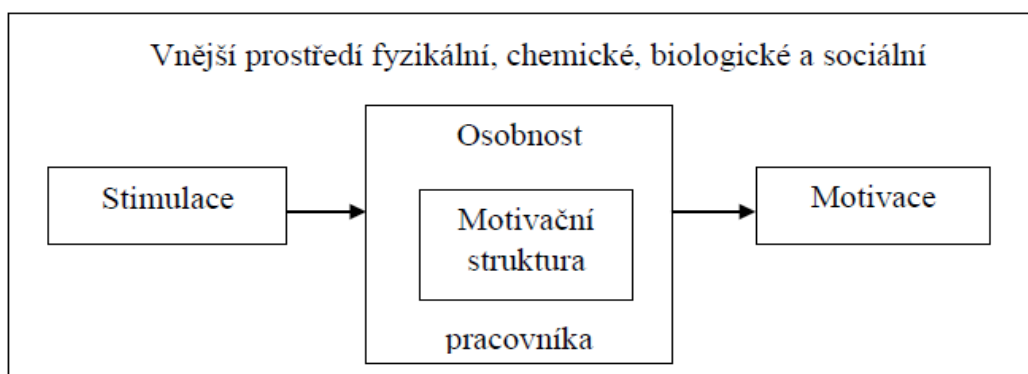 Vnější prostředí fyzikální, chemické, biologické a sociální
Stimulace
Osobnost
Motivační
struktura
pracovníka
Motivace